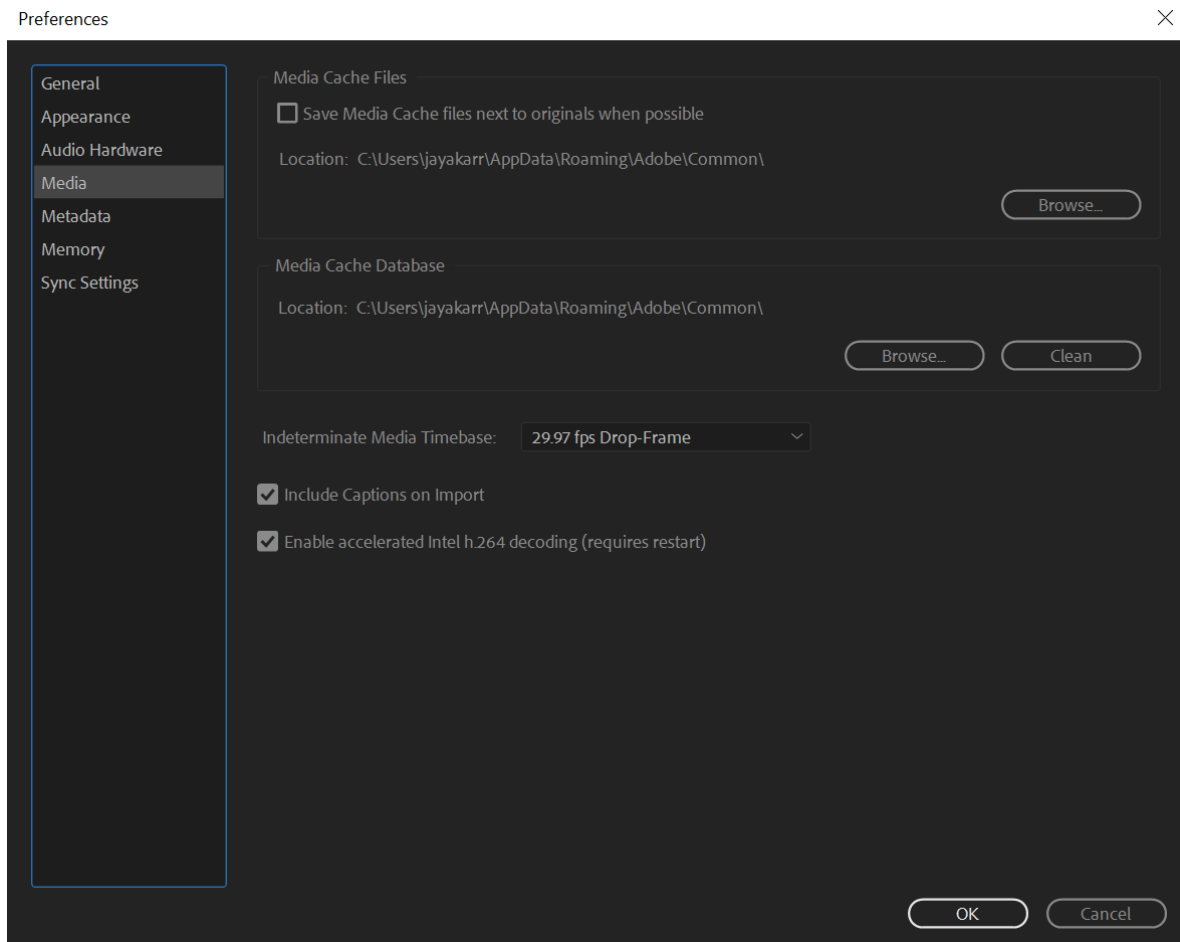 Preferences
General
Appearance
Audio Hardware
Media
Metadata
Memory
Sync Settings
Media Cache Files
Save Media Cache files next to originals when possible
Location: C:\Users\jayakarr\AppData\Roaming\Adobe\Common\
Browse...
Media Cache Database
Location: C:\Users\jayakarr\AppData\Roaming\Adobe\Common\
Browse... Clean
Indeterminate Media Timebase: 29.97 fps Drop-Frame
Include Captions on Import
Enable accelerated Intel h.264 decoding (requires restart)
OK Cancel